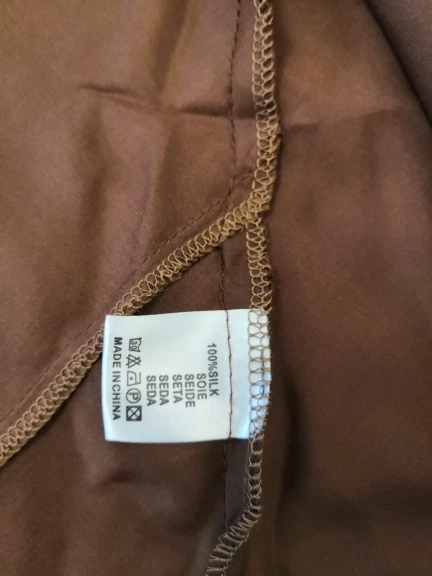 100%SILK
SOIE
SEIDE
SETA
SEDA
SEDA
P
MADE IN CHINA